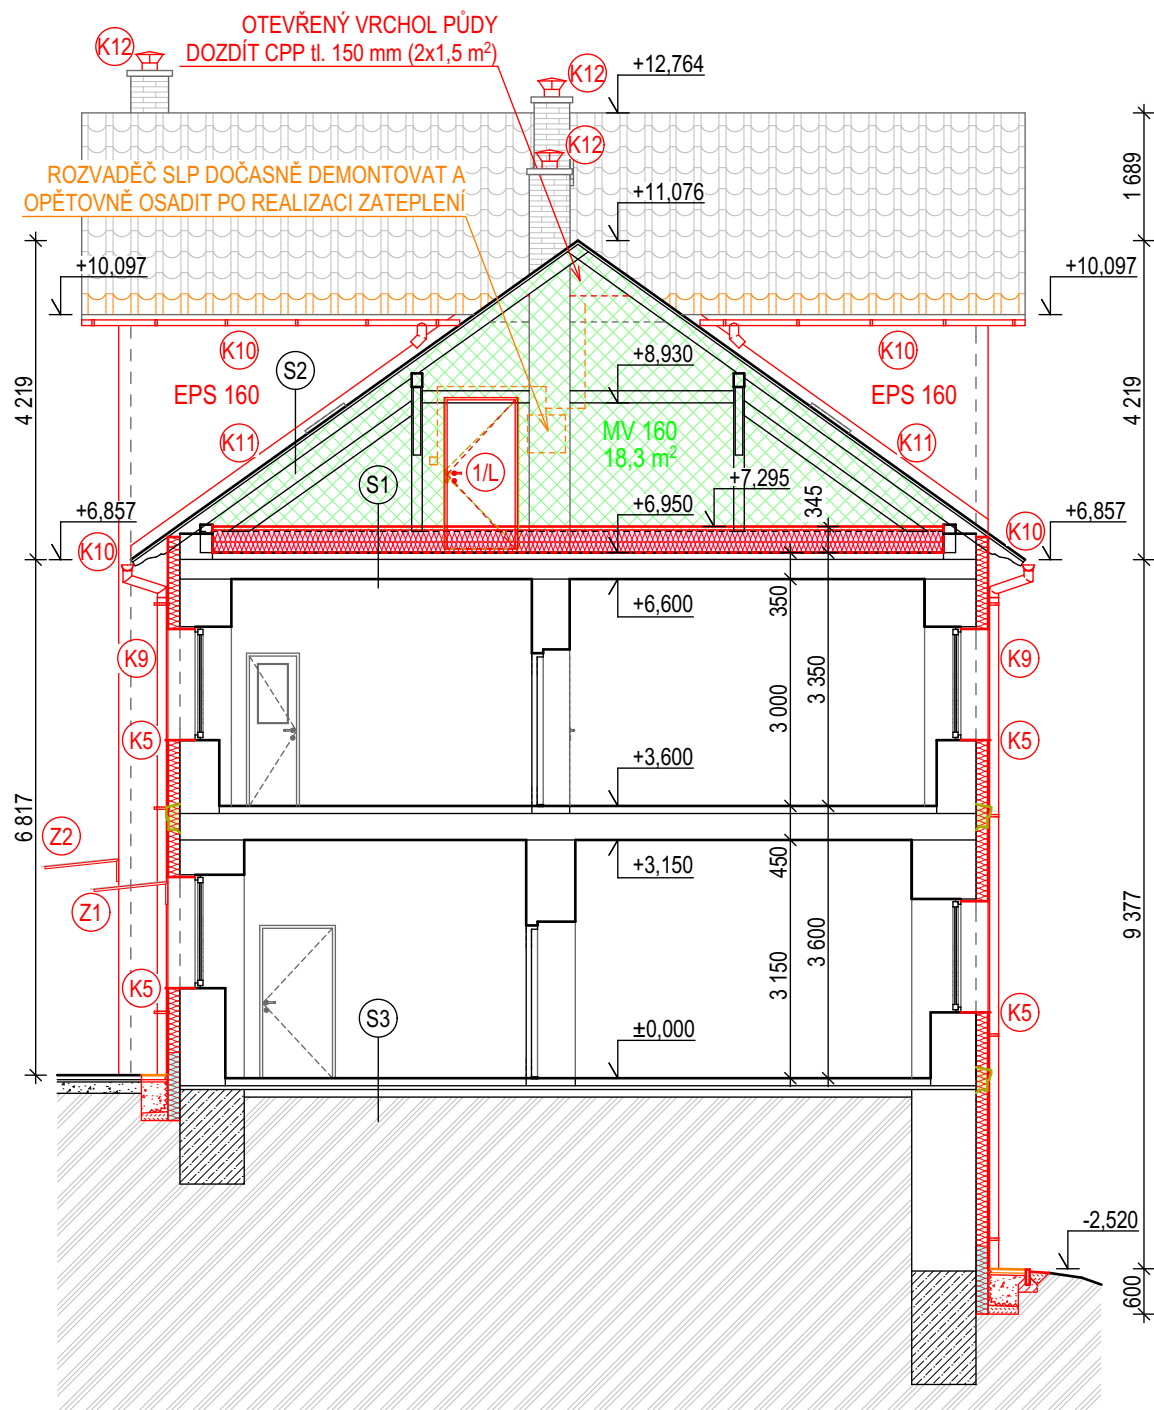 OTEVŘENÝ VRCHOL PŮDY
DOZDÍT CPP tl. 150 mm (2x1,5 m²)
K12
K12
+12,764
K12
ROZVADĚČ SLP DOČASNĚ DEMONTOVAT A
OPĚTOVNĚ OSADIT PO REALIZACI ZATEPLENÍ
1 689
+11,076
+10,097
+10,097
K10
K10
S2
+8,930
EPS 160
EPS 160
4 219
4 219
K11
K11
MV 160
18,3 m²
1/L
S1
+7,295
345
+6,857
+6,950
+6,857
K10
K10
+6,600
350
K9
K9
3 000
3 350
K5
K5
+3,600
6 817
Z2
+3,150
450
Z1
9 377
3 150
3 600
K5
K5
S3
±0,000
-2,520
600